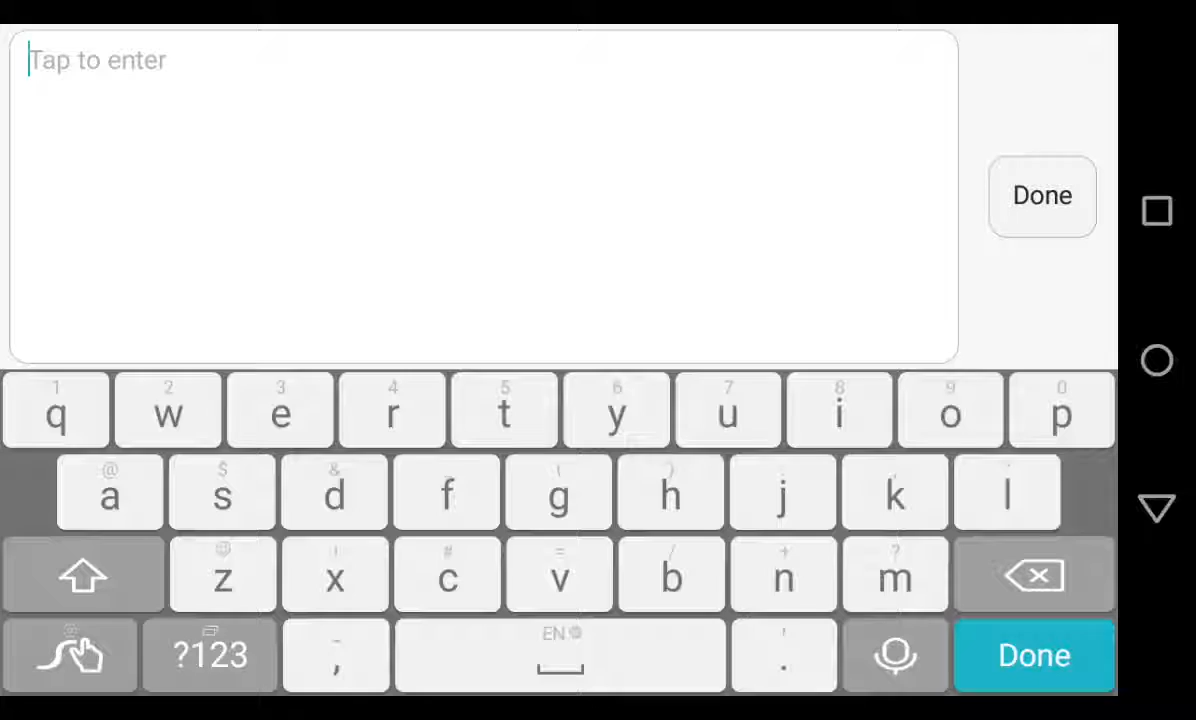 Tap to enter
Done
1 2 3 4 5 6 7 8 9 0
q w e r t y u i o p
@ $ & ( )
a s d f g h j k l
! # = / + ?
z x c v b n m
EN
?123 ; . Done